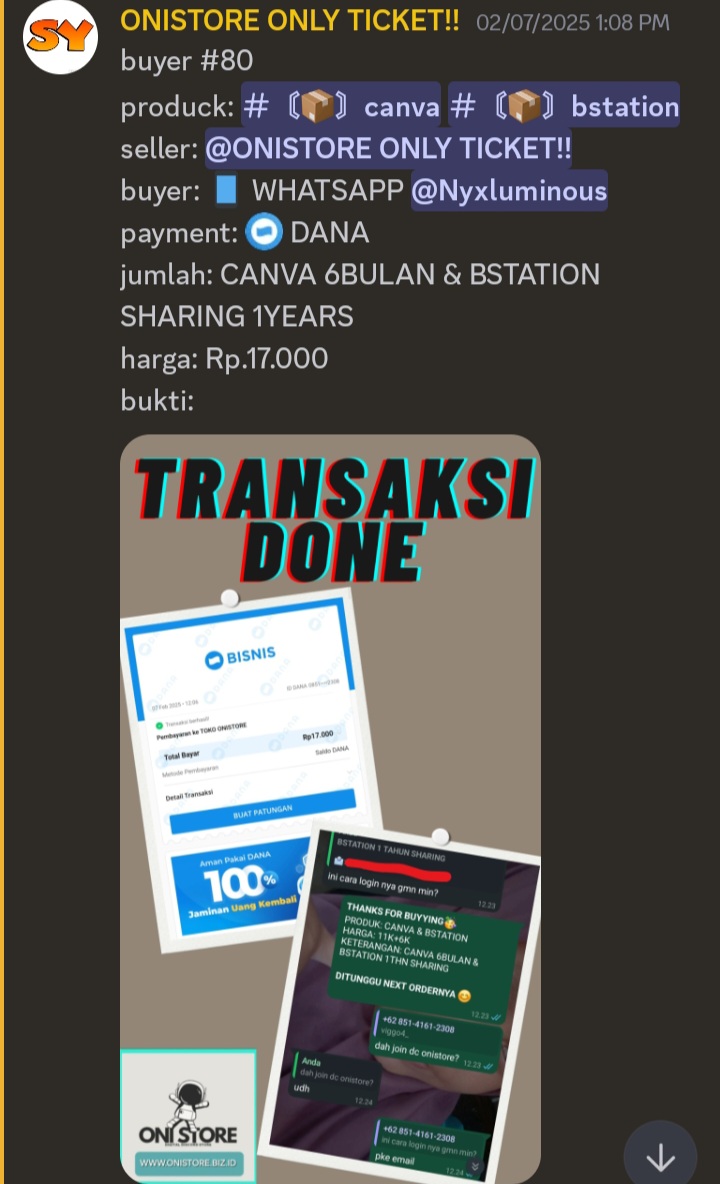 SY
ONISTORE ONLY TICKET!! 02/07/2025 1:08 PM
buyer #80
produck: # 〘📦〙 canva # 〘📦〙 bstation
seller: @ONISTORE ONLY TICKET!!
buyer: WHATSAPP @Nyxluminous
payment: DANA
jumlah: CANVA 6BULAN & BSTATION
SHARING 1YEARS
harga: Rp.17.000
bukti:
TRANSAKSI
DONE
BISNIS
Transaksi berhasil!
Pembayaran ke TOKO ONISTORE
Total Bayar Rp17.000
Metode Pembayaran Saldo DANA
Detail Transaksi
BUAT PATUNGAN
Aman Pakai DANA
100%
Jaminan Uang Kembali
BSTATION 1 TAHUN SHARING
ini cara login nya gmn min?
12.23
THANKS FOR BUYYING
PRODUK: CANVA & BSTATION
HARGA: 11K+6K
KETERANGAN: CANVA 6BULAN &
BSTATION 1THN SHARING
DITUNGGU NEXT ORDERNYA 😊
12.23
+62 851-4161-2308
viggo4_
dah join dc onistore?
12.23
Anda
dah join dc onistore?
udh
12.24
+62 851-4161-2308
ini cara login nya gmn min?
pke email
12.24
ONI STORE
WWW.ONISTORE.BIZ.ID